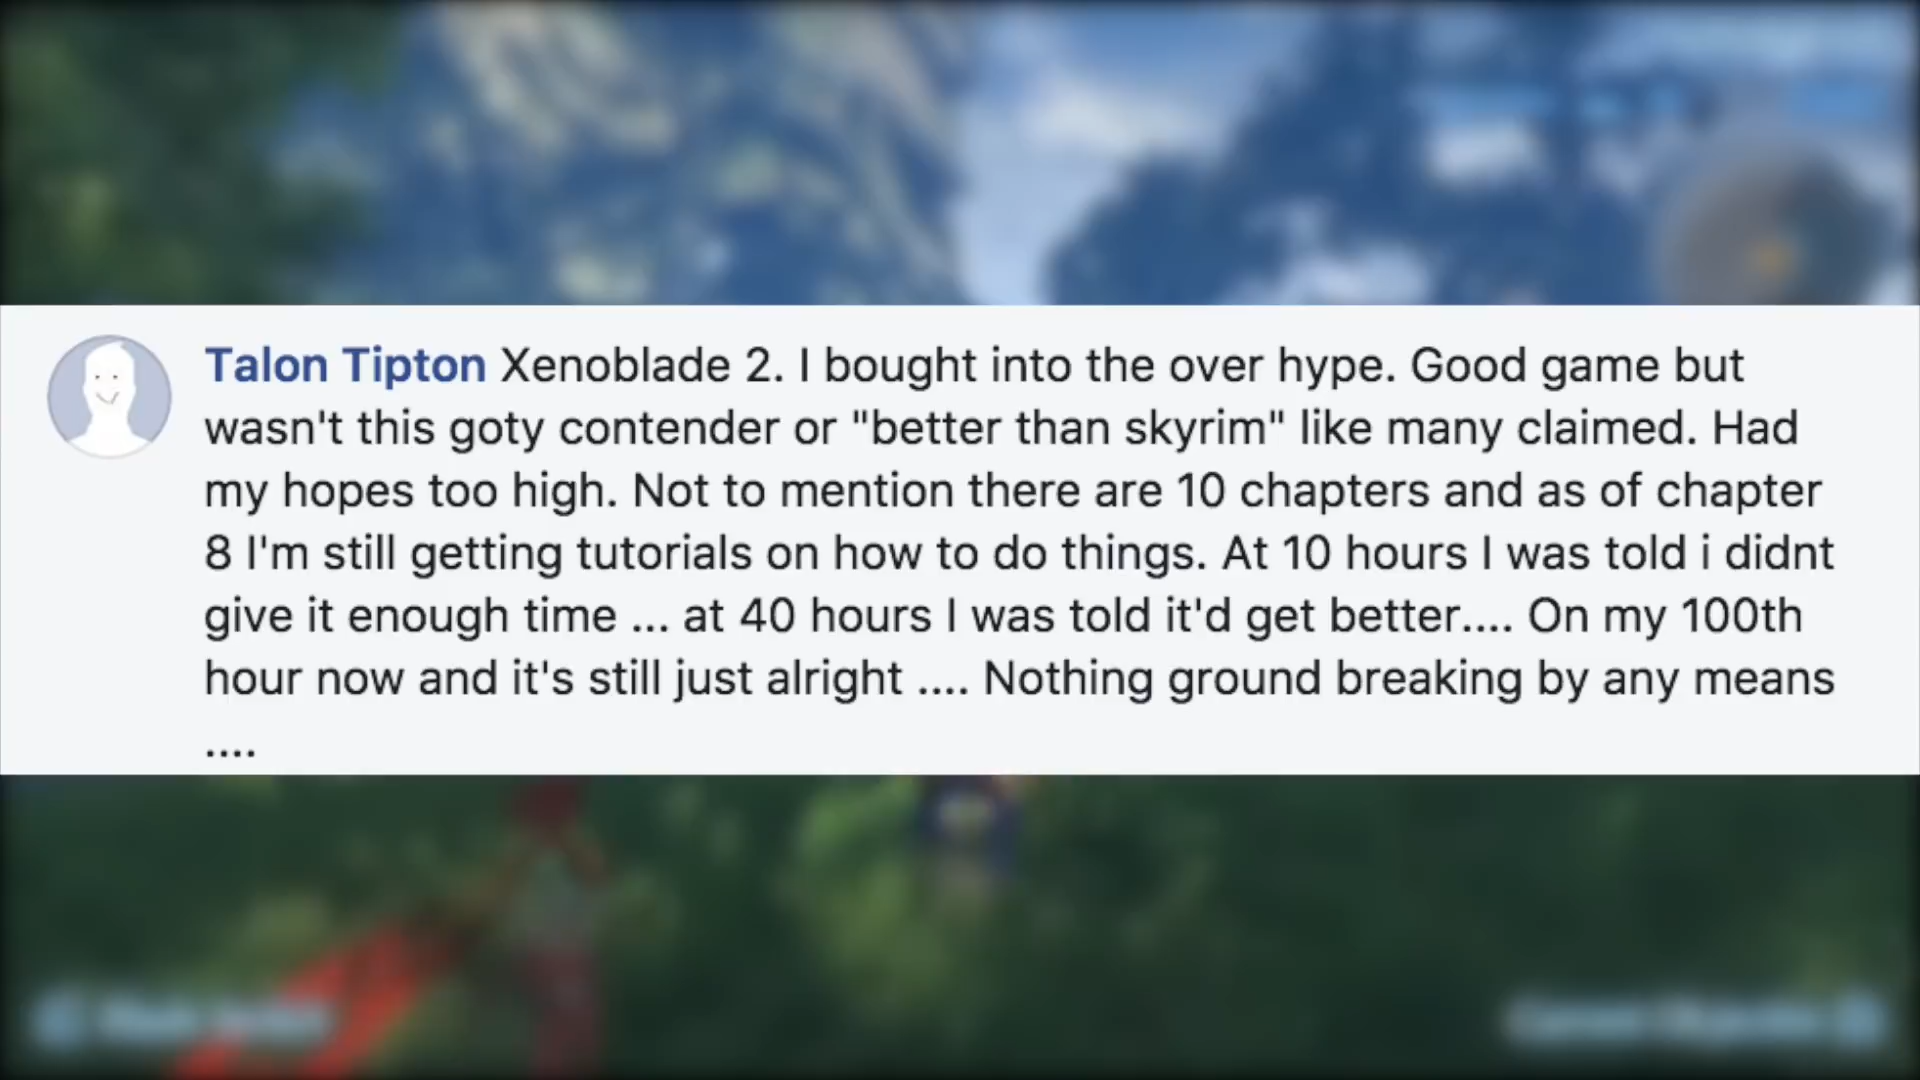 Talon Tipton Xenoblade 2. I bought into the over hype. Good game but
wasn't this goty contender or "better than skyrim" like many claimed. Had
my hopes too high. Not to mention there are 10 chapters and as of chapter
8 I'm still getting tutorials on how to do things. At 10 hours I was told i didnt
give it enough time ... at 40 hours I was told it'd get better.... On my 100th
hour now and it's still just alright .... Nothing ground breaking by any means
....